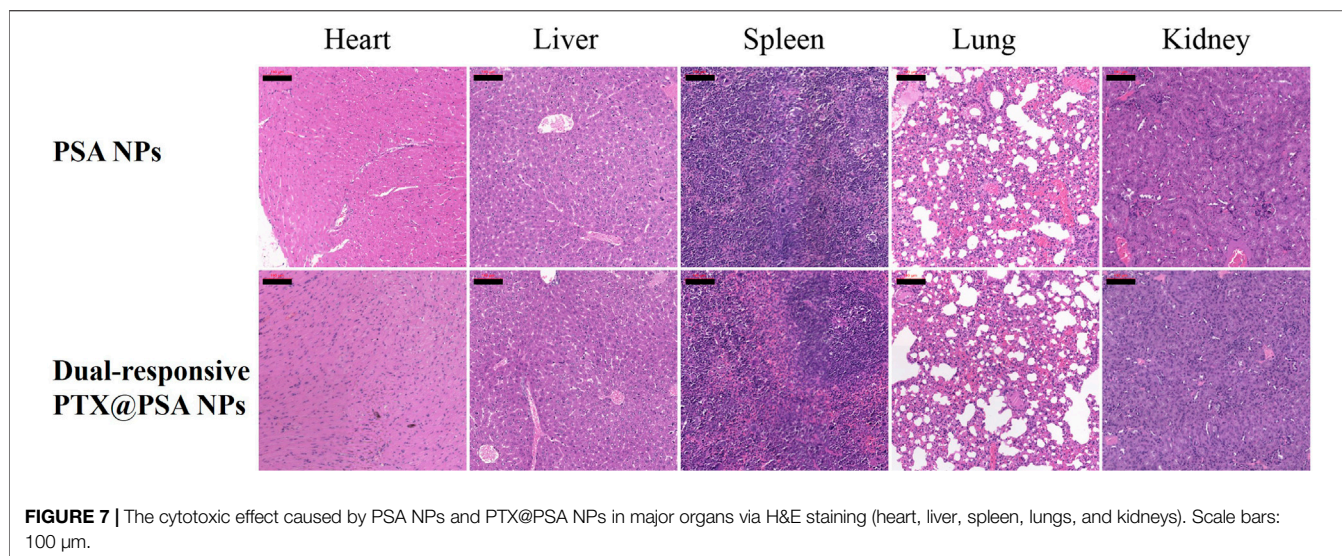 Heart Liver Spleen Lung Kidney
PSA NPs
Dual-responsive
PTX@PSA NPs
FIGURE 7 | The cytotoxic effect caused by PSA NPs and PTX@PSA NPs in major organs via H&E staining (heart, liver, spleen, lungs, and kidneys). Scale bars:
100 µm.